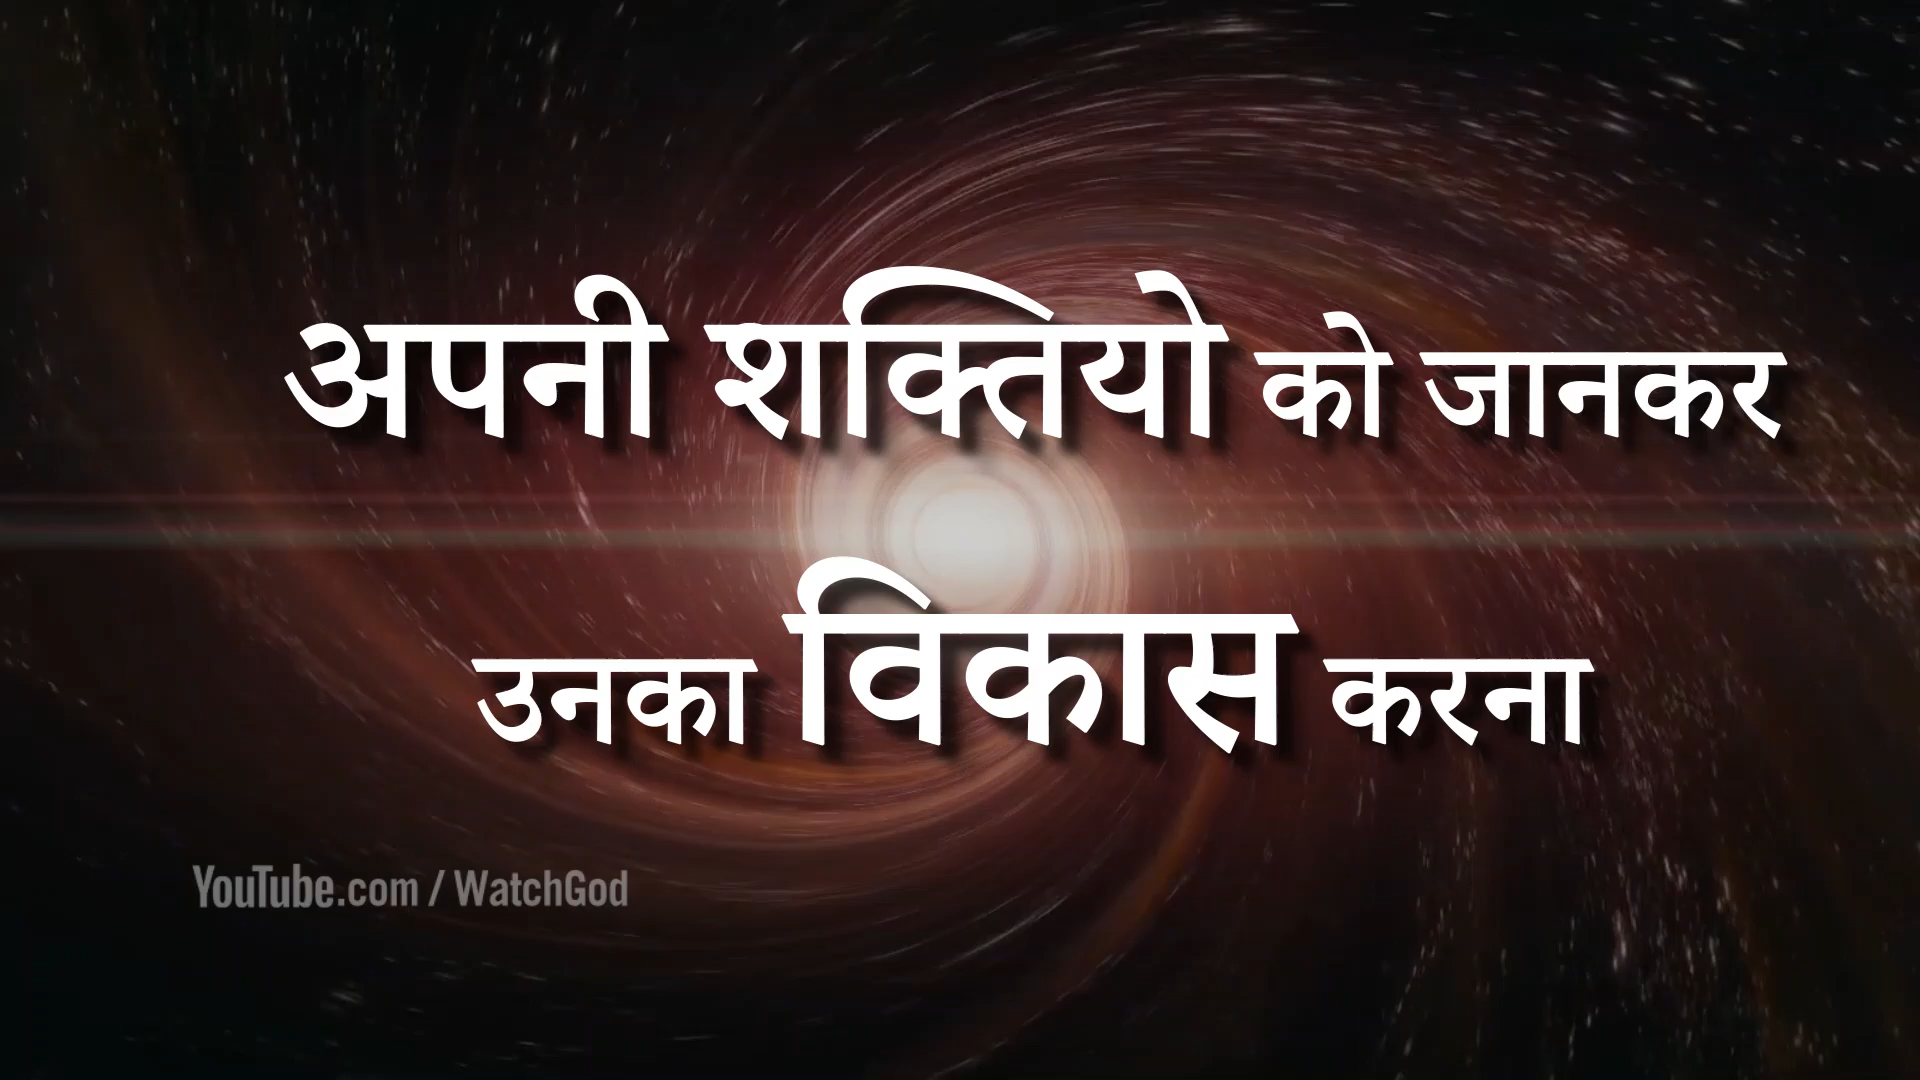 अपनी शक्तियो को जानकर
उनका विकास करना
YouTube.com / WatchGod